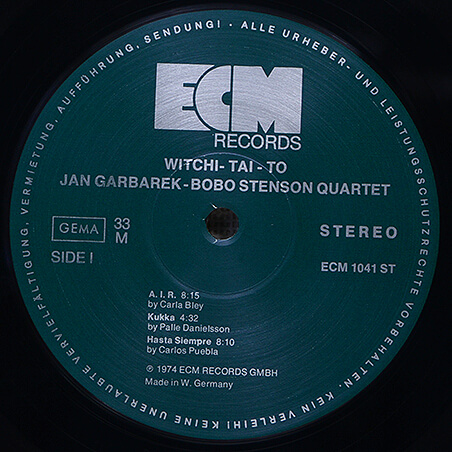 ALLE URHEBER- UND LEISTUNGSSCHUTZRECHTE VORBEHALTEN · KEIN VERLEIH! KEINE UNERLAUBTE VERVIELFÄLTIGUNG, VERMIETUNG, AUFFÜHRUNG, SENDUNG! -
ECM
RECORDS
WITCHI - TAI - TO
JAN GARBAREK - BOBO STENSON QUARTET
GEMA 33 STEREO
M
SIDE I ECM 1041 ST
A. I. R. 8:15
by Carla Bley
Kukka 4:32
by Palle Danielsson
Hasta Siempre 8:10
by Carlos Puebla
℗ 1974 ECM RECORDS GMBH
Made in W. Germany